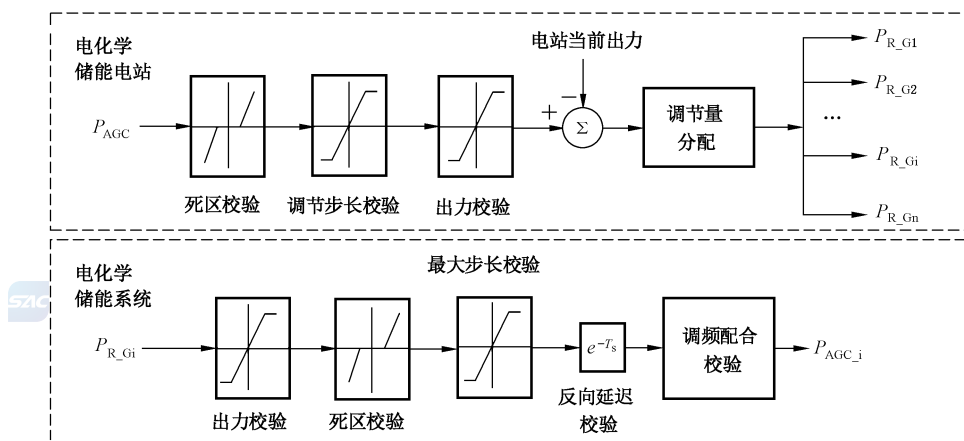 电化学
储能电站
电站当前出力
P_AGC
死区校验
调节步长校验
出力校验
+
−
Σ
调节量
分配
P_R_G1
P_R_G2
...
P_R_Gi
P_R_Gn
电化学
储能系统
最大步长校验
SAC
P_R_Gi
出力校验
死区校验
e^−Ts
反向延迟
校验
调频配合
校验
P_AGC_i